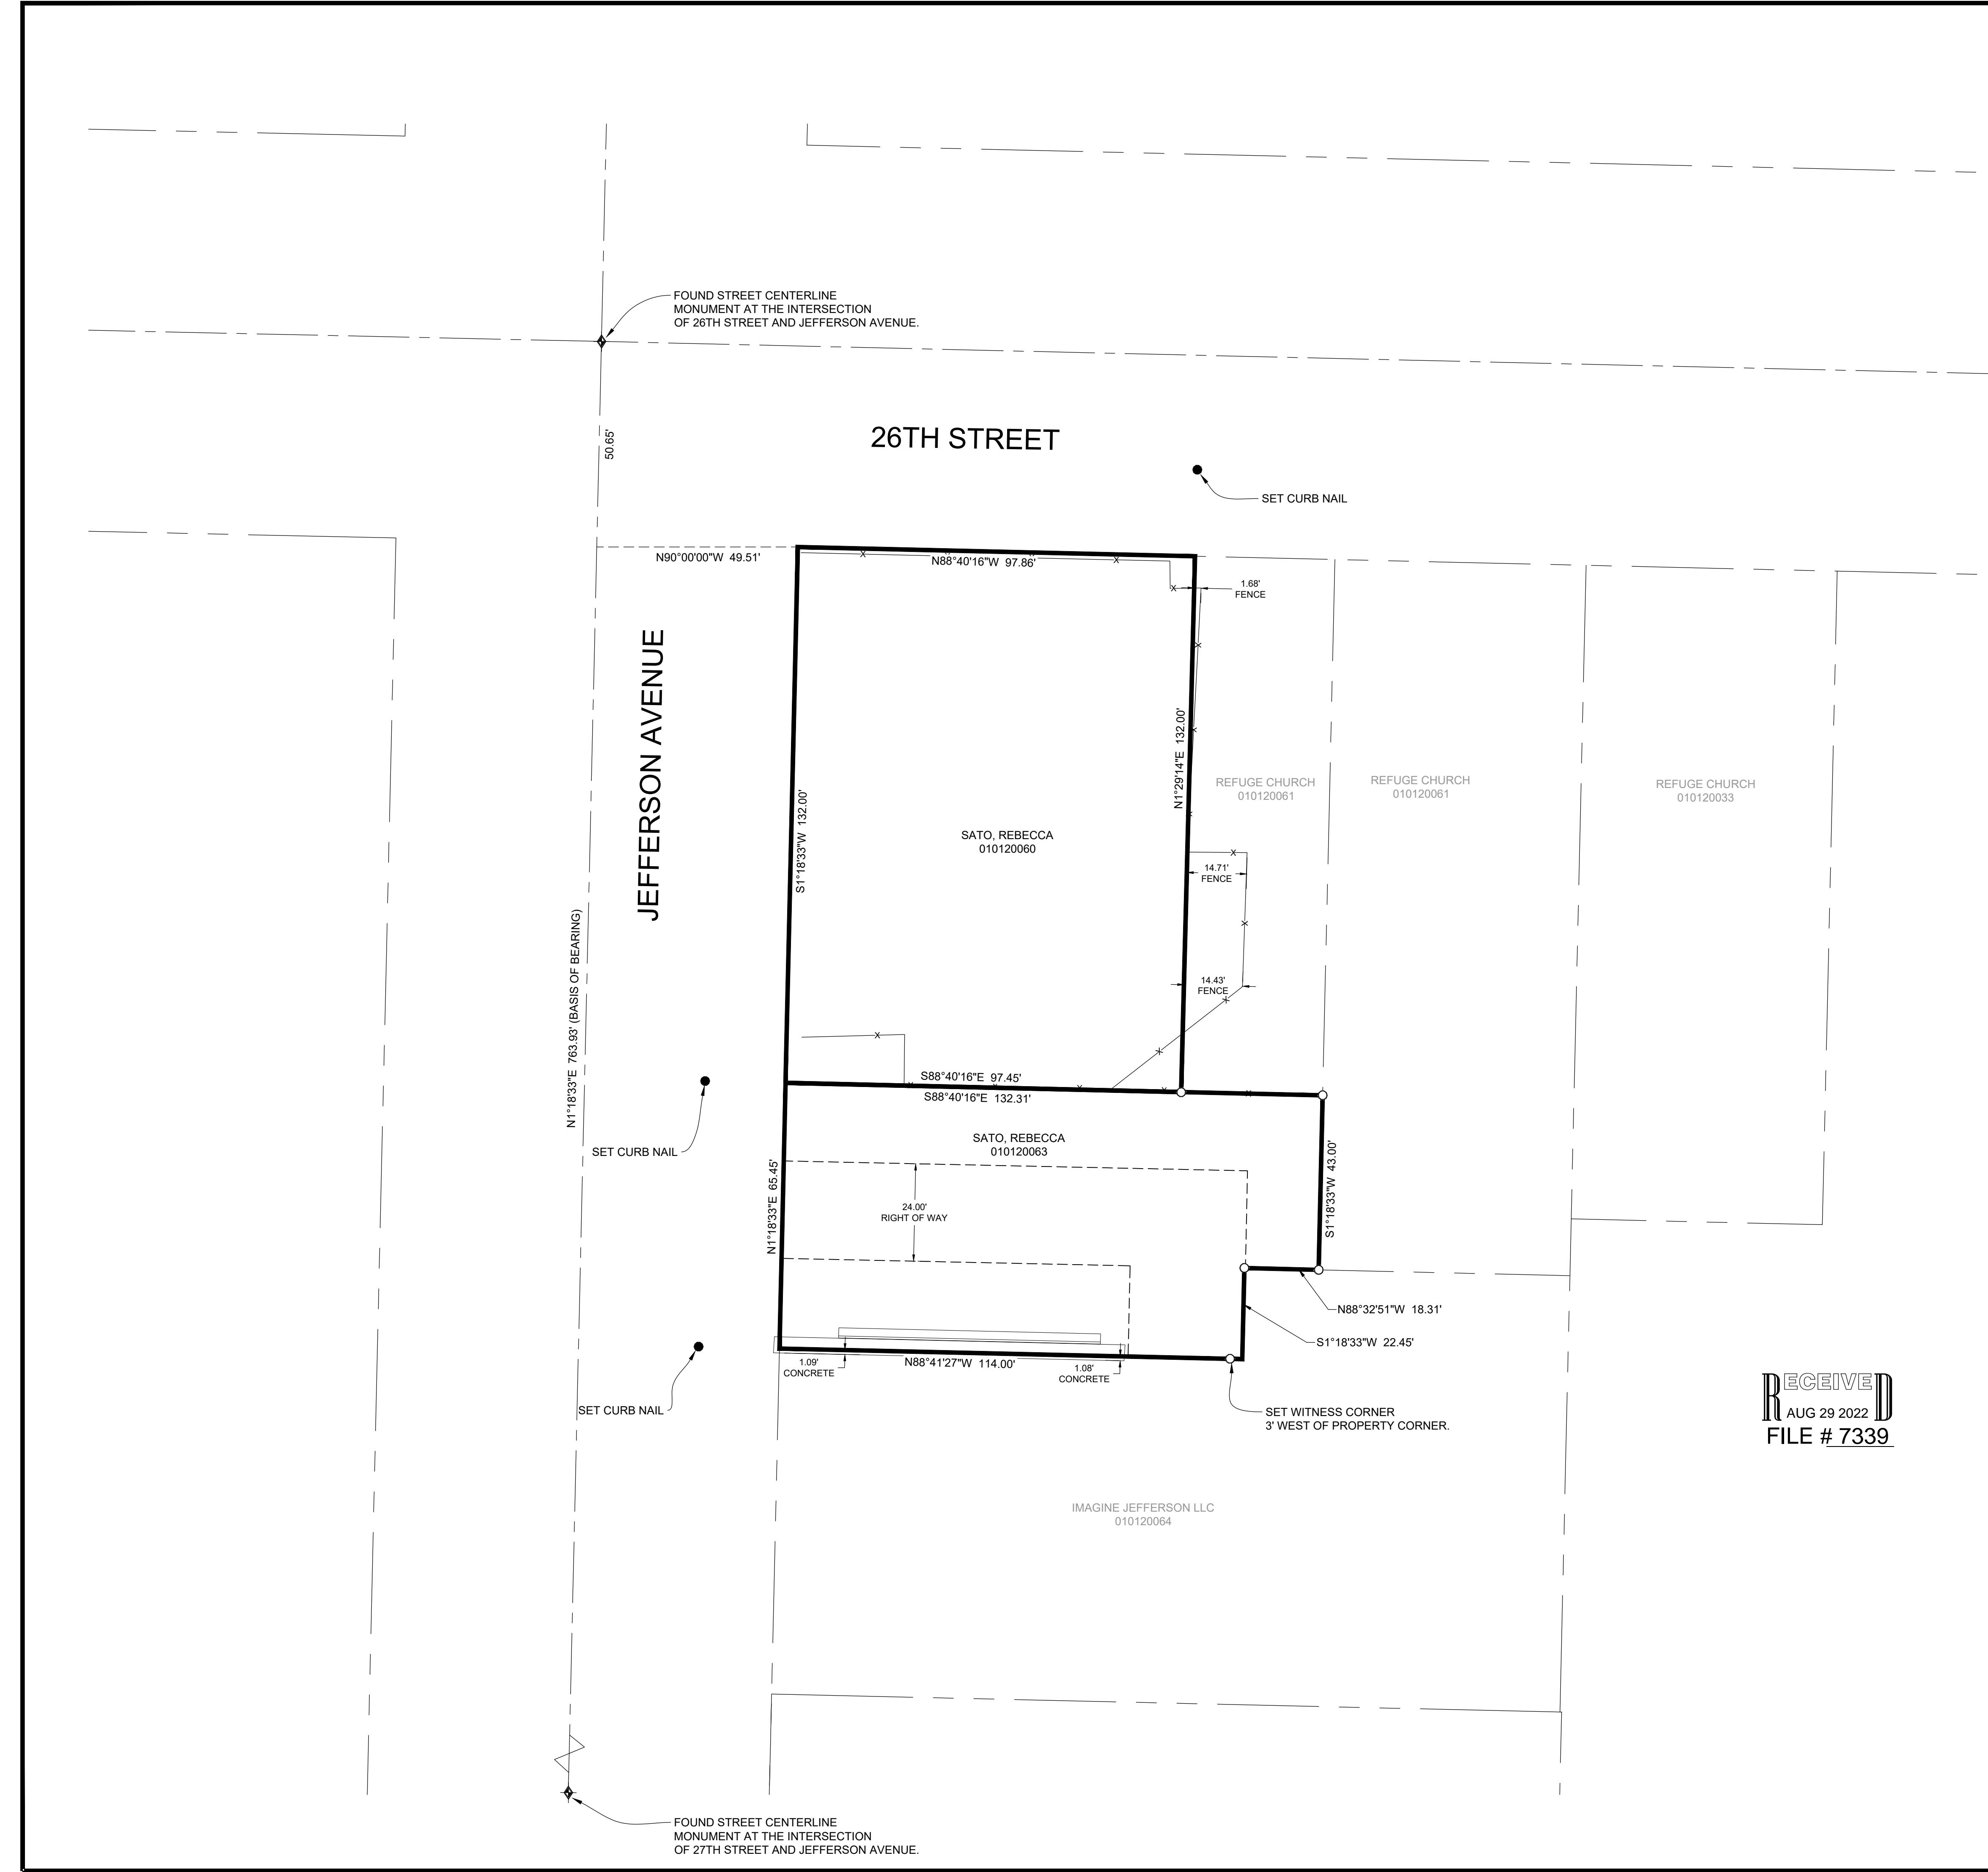 FOUND STREET CENTERLINE
MONUMENT AT THE INTERSECTION
OF 26TH STREET AND JEFFERSON AVENUE.
50.65'
26TH STREET
SET CURB NAIL
N90°00'00"W 49.51'
N88°40'16"W 97.86'
1.68'
FENCE
JEFFERSON AVENUE
N1°29'14"E 132.00'
REFUGE CHURCH
010120061
REFUGE CHURCH
010120061
REFUGE CHURCH
010120033
S1°18'33"W 132.00'
SATO, REBECCA
010120060
14.71'
FENCE
N1°18'33"E 763.93' (BASIS OF BEARING)
14.43'
FENCE
S88°40'16"E 97.45'
S88°40'16"E 132.31'
SET CURB NAIL
SATO, REBECCA
010120063
N1°18'33"E 65.45'
S1°18'33"W 43.00'
24.00'
RIGHT OF WAY
N88°32'51"W 18.31'
S1°18'33"W 22.45'
1.09'
CONCRETE
N88°41'27"W 114.00'
1.08'
CONCRETE
SET CURB NAIL
SET WITNESS CORNER
3' WEST OF PROPERTY CORNER.
RECEIVED
AUG 29 2022
FILE # 7339
IMAGINE JEFFERSON LLC
010120064
FOUND STREET CENTERLINE
MONUMENT AT THE INTERSECTION
OF 27TH STREET AND JEFFERSON AVENUE.